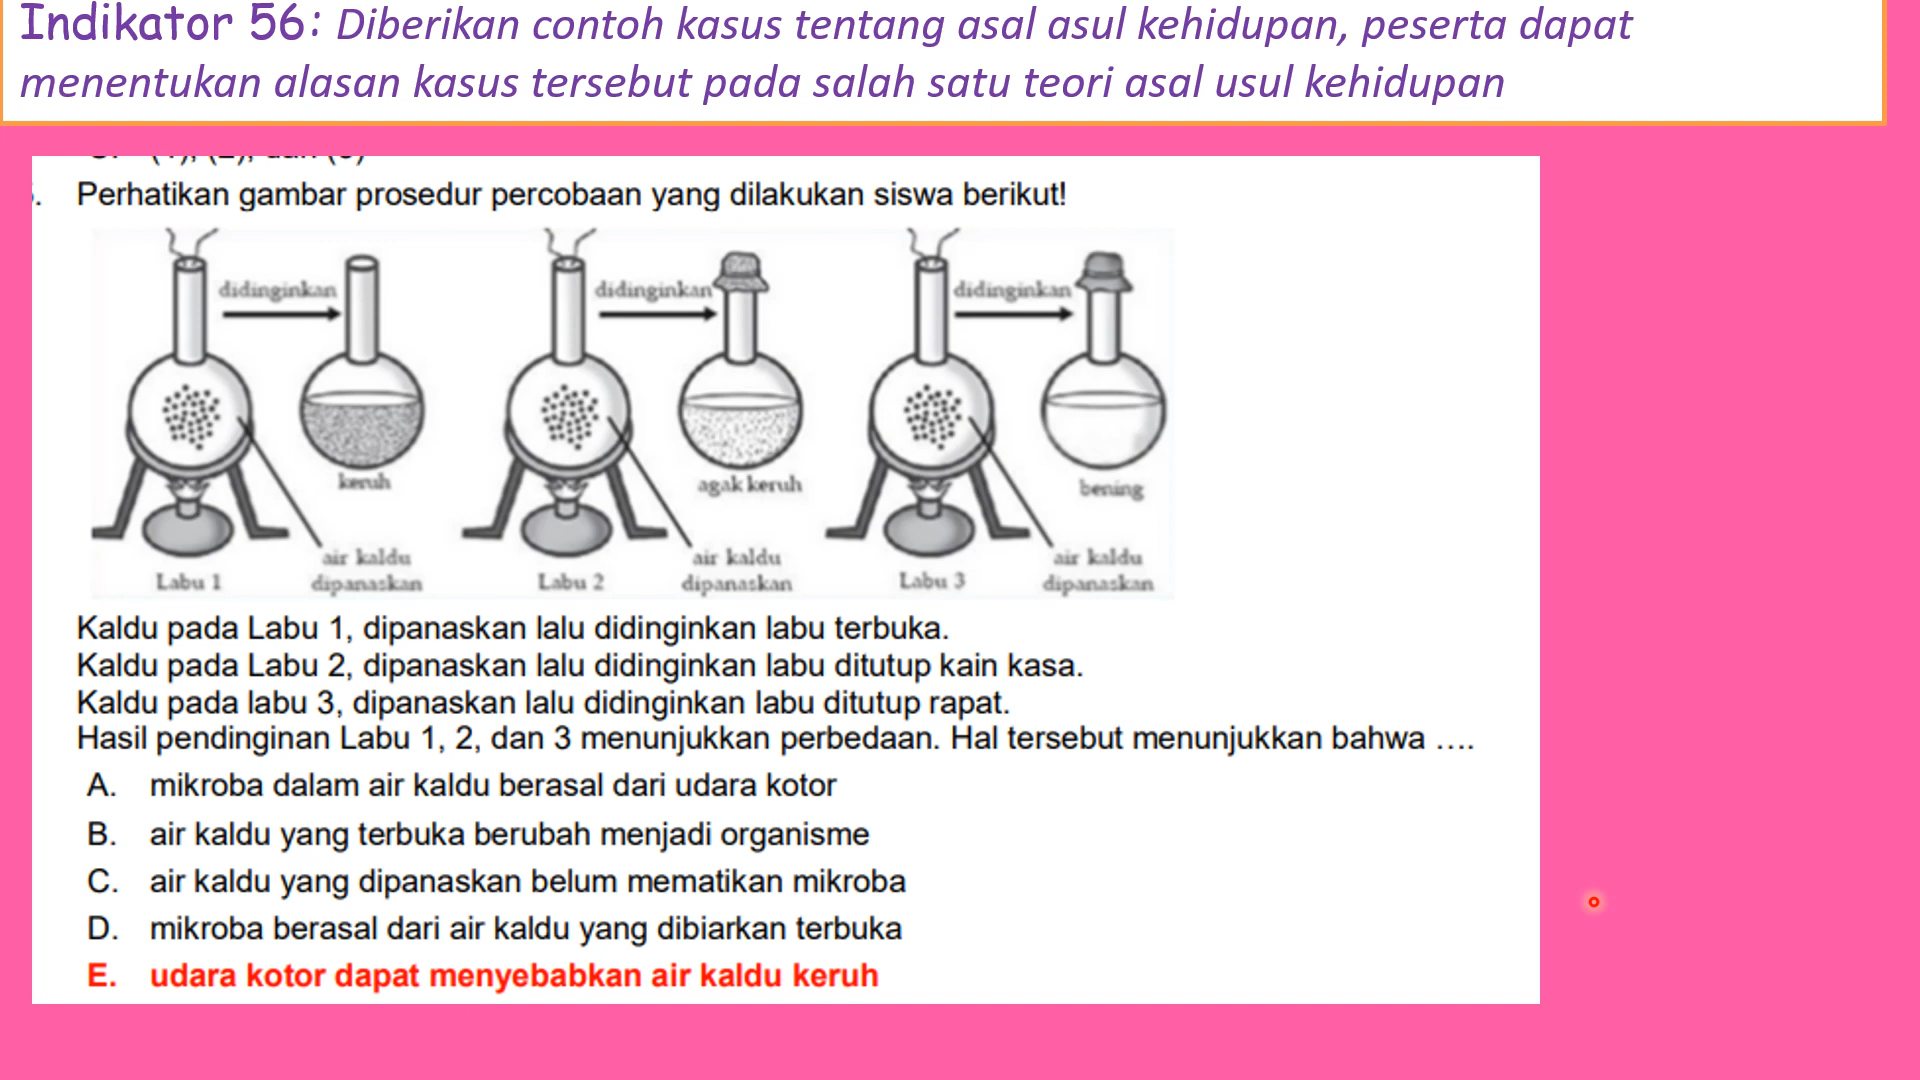 Indikator 56: Diberikan contoh kasus tentang asal asul kehidupan, peserta dapat
menentukan alasan kasus tersebut pada salah satu teori asal usul kehidupan
Perhatikan gambar prosedur percobaan yang dilakukan siswa berikut!
didinginkan didinginkan didinginkan
keruh agak keruh bening
air kaldu air kaldu air kaldu
Labu 1 dipanaskan Labu 2 dipanaskan Labu 3 dipanaskan
Kaldu pada Labu 1, dipanaskan lalu didinginkan labu terbuka.
Kaldu pada Labu 2, dipanaskan lalu didinginkan labu ditutup kain kasa.
Kaldu pada labu 3, dipanaskan lalu didinginkan labu ditutup rapat.
Hasil pendinginan Labu 1, 2, dan 3 menunjukkan perbedaan. Hal tersebut menunjukkan bahwa ....
A. mikroba dalam air kaldu berasal dari udara kotor
B. air kaldu yang terbuka berubah menjadi organisme
C. air kaldu yang dipanaskan belum mematikan mikroba
D. mikroba berasal dari air kaldu yang dibiarkan terbuka
E. udara kotor dapat menyebabkan air kaldu keruh